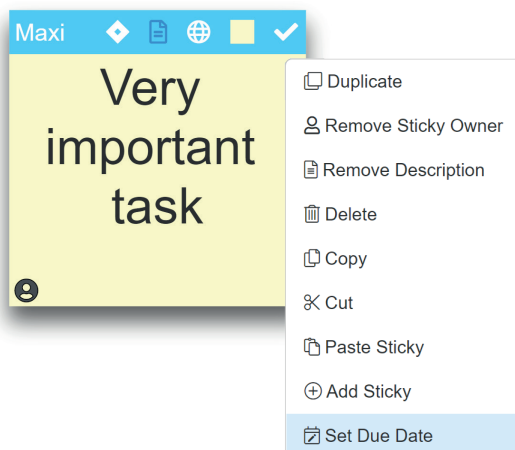 Maxi
Very
important
task
Duplicate
Remove Sticky Owner
Remove Description
Delete
Copy
Cut
Paste Sticky
Add Sticky
Set Due Date